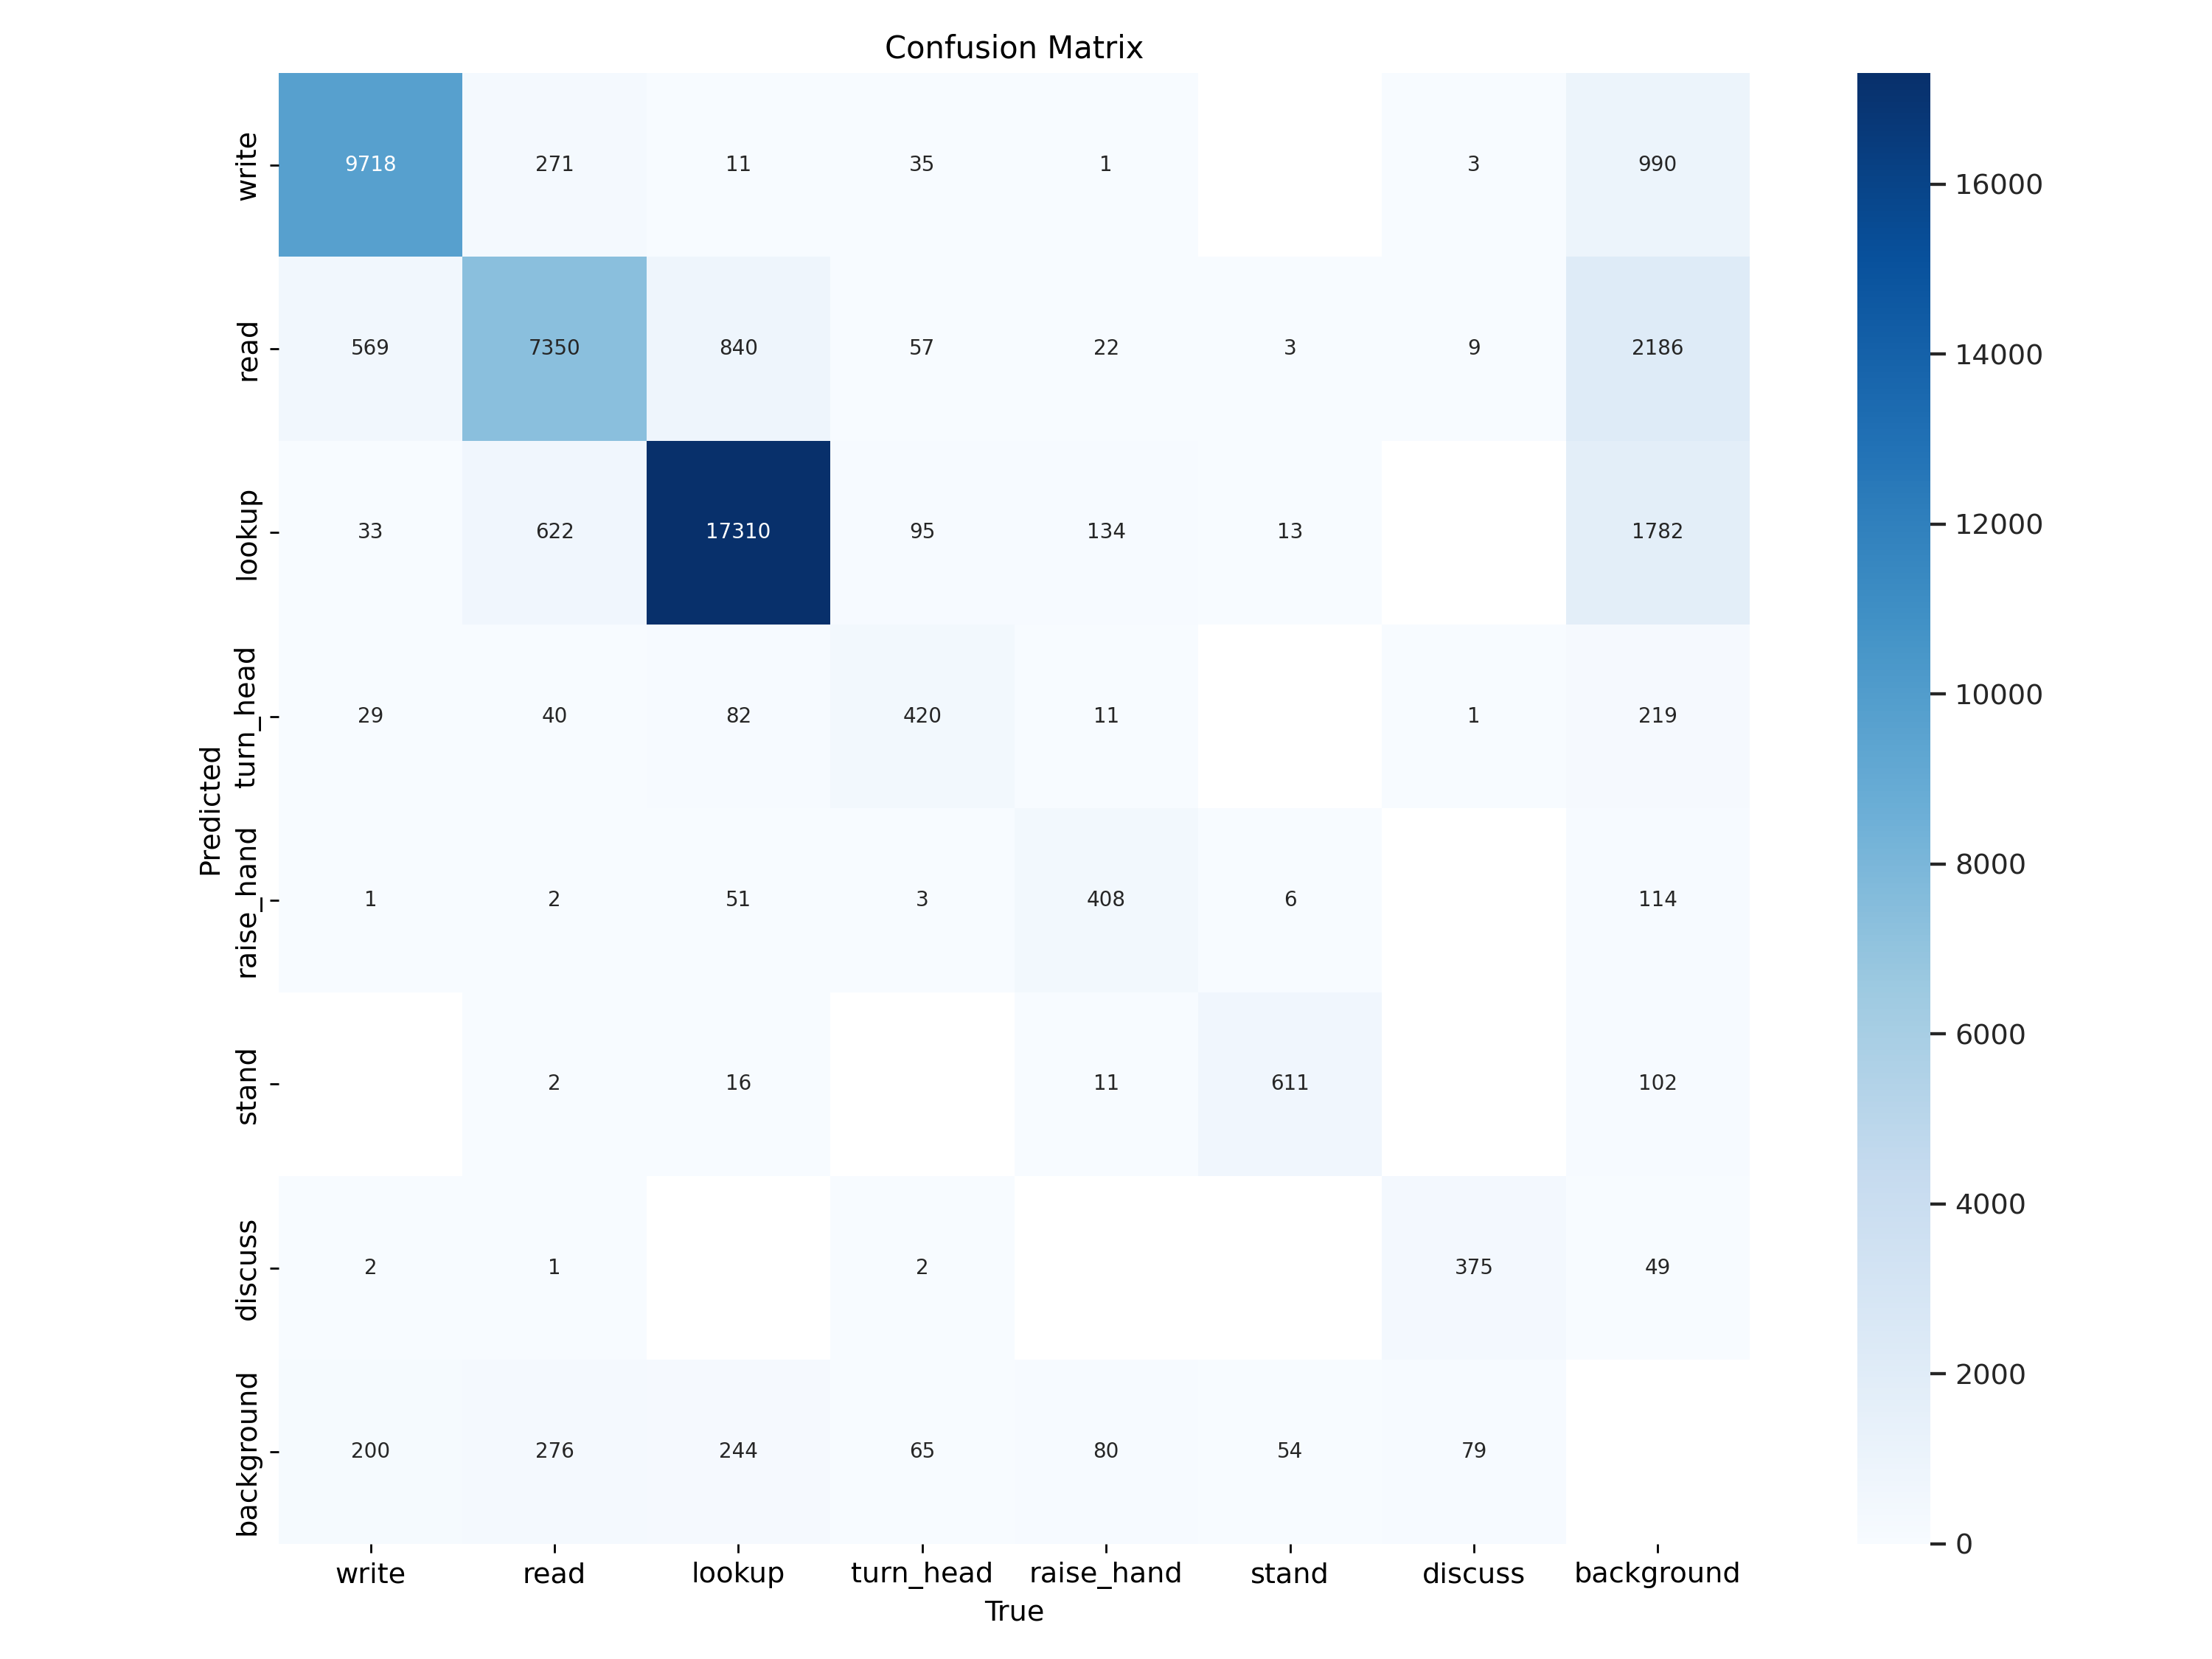 Confusion Matrix
write 9718 271 11 35 1 3 990
read 569 7350 840 57 22 3 9 2186
lookup 33 622 17310 95 134 13 1782
turn_head 29 40 82 420 11 1 219
raise_hand 1 2 51 3 408 6 114
stand 2 16 11 611 102
discuss 2 1 2 375 49
background 200 276 244 65 80 54 79
write read lookup turn_head raise_hand stand discuss background
True
Predicted
16000
14000
12000
10000
8000
6000
4000
2000
0